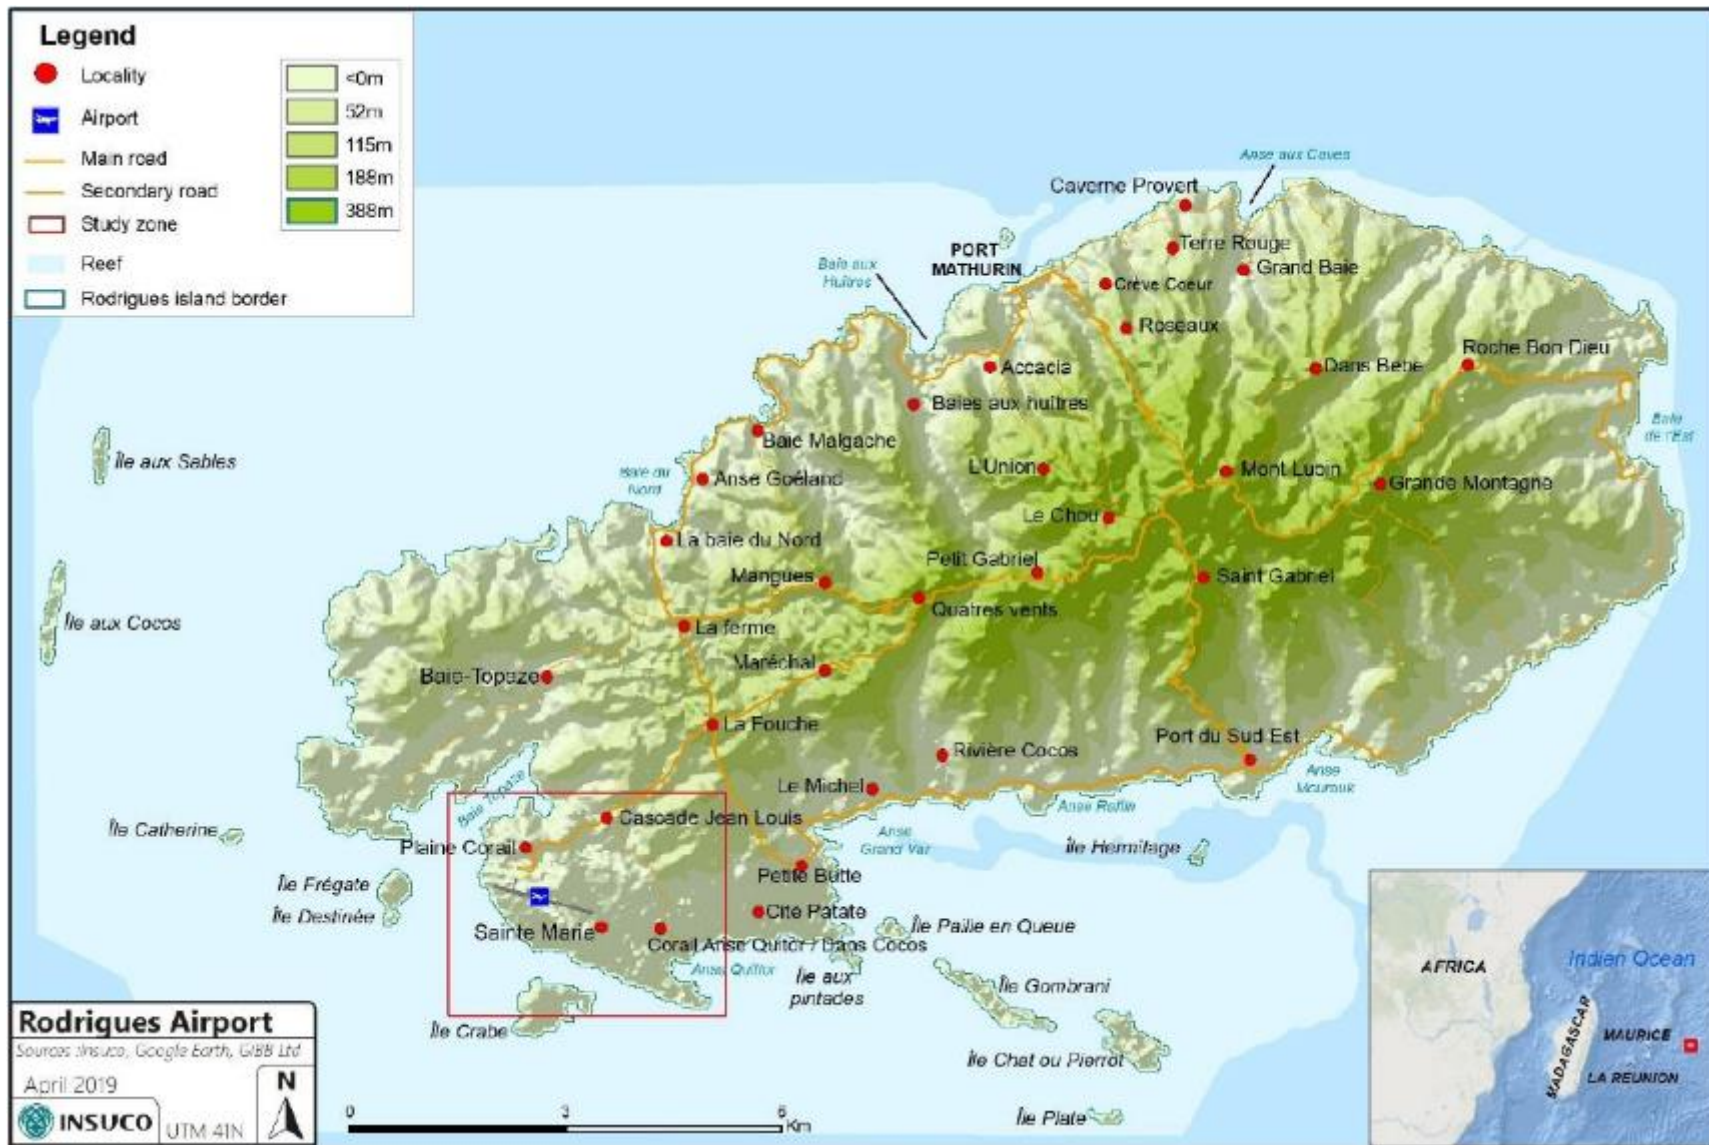 Legend
Locality
Airport
Main road
Secondary road
Study zone
Reef
Rodrigues island border
<0m
52m
115m
188m
388m
Anse aux Caves
Caverne Provert
Terre Rouge
Grand Baie
PORT
MATHURIN
Crève Coeur
Baie aux
Huîtres
Roseaux
Roche Bon Dieu
Accacia
Dans Bebe
Baies aux huîtres
Baie
de l'Est
Baie Malgache
Île aux Sables
Baie du
Nord
Anse Goéland
L'Union
Mont Lubin
Grande Montagne
Le Chou
La baie du Nord
Petit Gabriel
Mangues
Saint Gabriel
Quatres vents
Île aux Cocos
La ferme
Maréchal
Baie-Topaze
La Fouche
Port du Sud Est
Rivière Cocos
Baie Topaze
Le Michel
Anse
Mourouk
Anse Raffin
Cascade Jean Louis
Île Catherine
Plaine Corail
Anse
Grand Var
Île Hermitage
Petite Butte
Île Frégate
Île Destinée
Cité Patate
Sainte Marie
Île Paille en Queue
Corail Anse Quitor / Dans Cocos
Anse Quittor
Île aux
pintades
Île Gombrani
Île Crabe
Île Chat ou Pierrot
Île Plate
AFRICA
Indian Ocean
MADAGASCAR
MAURICE
LA REUNION
Rodrigues Airport
Sources :Insuco, Google Earth, GIBB Ltd
April 2019
N
INSUCO
UTM 41N
0 3 6
Km